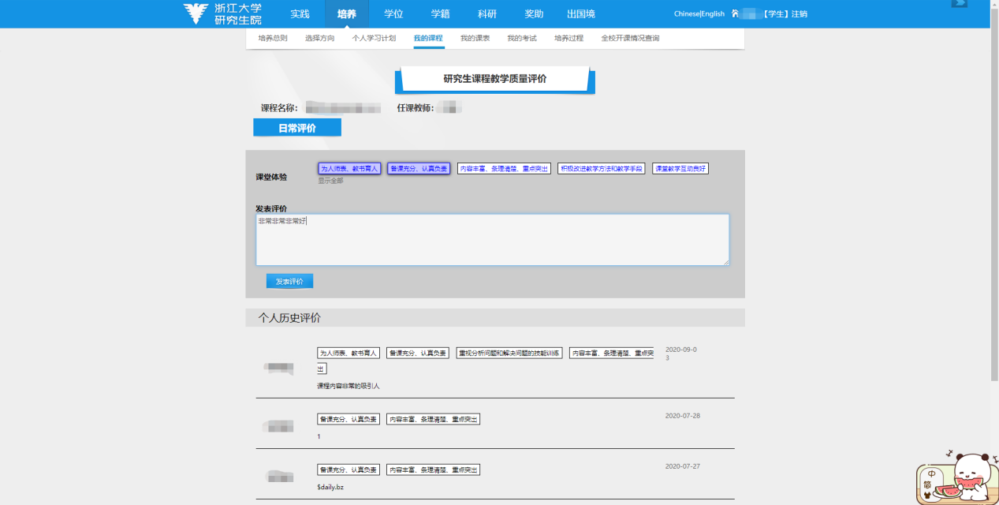 浙江大学
研究生院
实践 培养 学位 学籍 科研 奖助 出国境
Chinese|English 【学生】 注销
培养总则 选择方向 个人学习计划 我的课程 我的课表 我的考试 培养过程 全校开课情况查询
研究生课程教学质量评价
课程名称: 任课教师:
日常评价
课堂体验 为人师表、教书育人 备课充分、认真负责 内容丰富、条理清楚、重点突出 积极改进教学方法和教学手段 课堂教学互动良好
显示全部
发表评价
非常非常非常好
发表评价
个人历史评价
为人师表、教书育人 备课充分、认真负责 重视分析问题和解决问题的技能训练 内容丰富、条理清楚、重点突 2020-09-0
出 3
课程内容非常的吸引人
备课充分、认真负责 内容丰富、条理清楚、重点突出 2020-07-28
1
备课充分、认真负责 内容丰富、条理清楚、重点突出 2020-07-27
$daily.bz
中
简